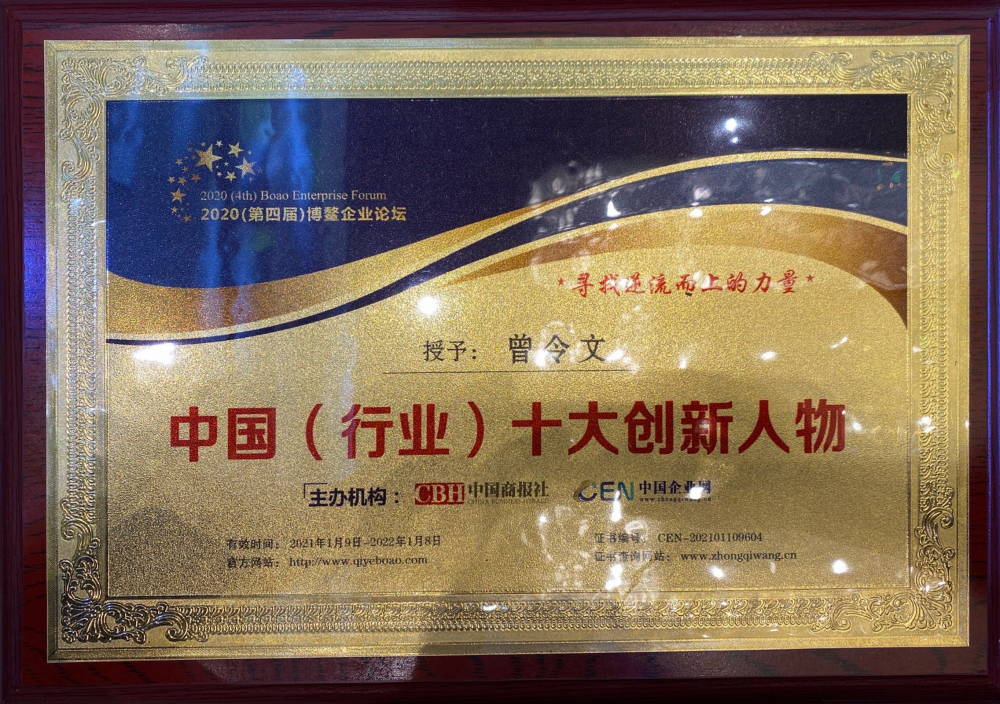 2020 (4th) Boao Enterprise Forum
2020(第四届)博鳌企业论坛
★寻找逆流而上的力量★
授予： 曾令文
中国（行业）十大创新人物
主办机构： CBH 中国商报社 CEN 中国企业网
有效时间： 2021年1月9日-2022年1月8日
证书编号： CEN-202101109604
官方网站：http://www.qiyeboao.com
证书查询网站：www.zhongqiwang.cn